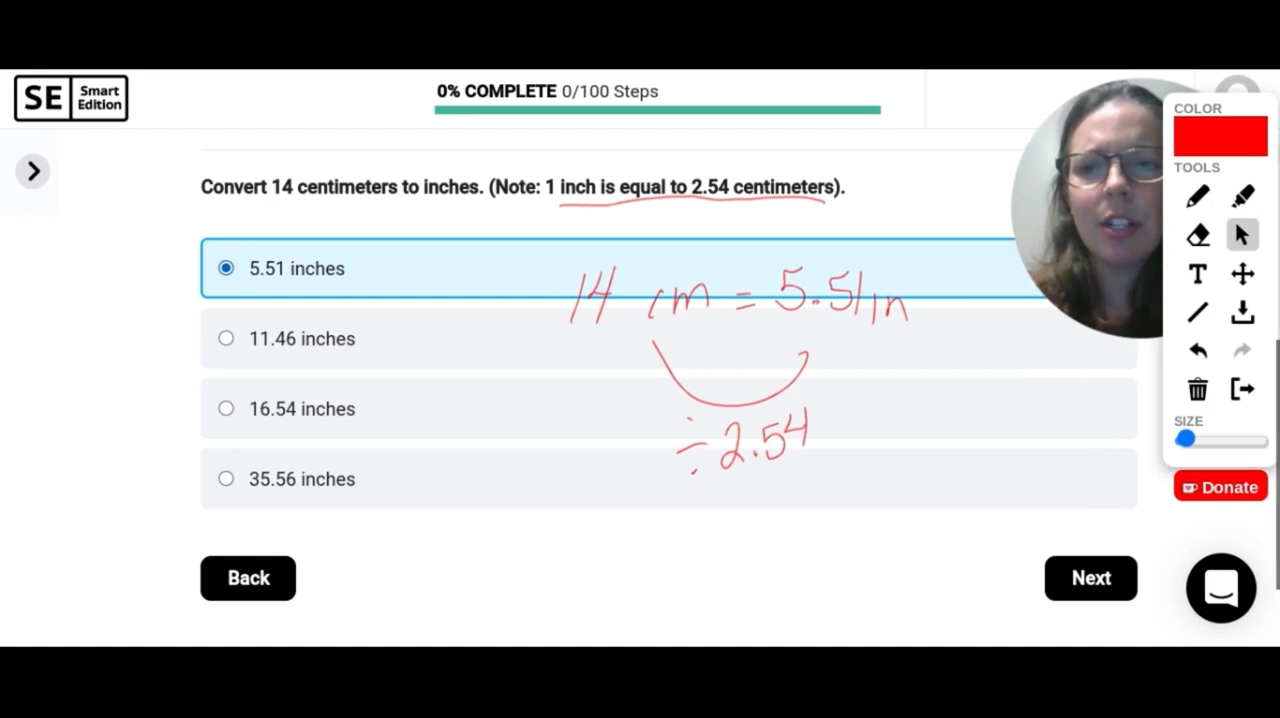 SE Smart Edition
0% COMPLETE 0/100 Steps
COLOR
TOOLS
Convert 14 centimeters to inches. (Note: 1 inch is equal to 2.54 centimeters).
5.51 inches
14 cm = 5.51 in
11.46 inches
16.54 inches
÷ 2.54
T
SIZE
35.56 inches
Donate
Back
Next